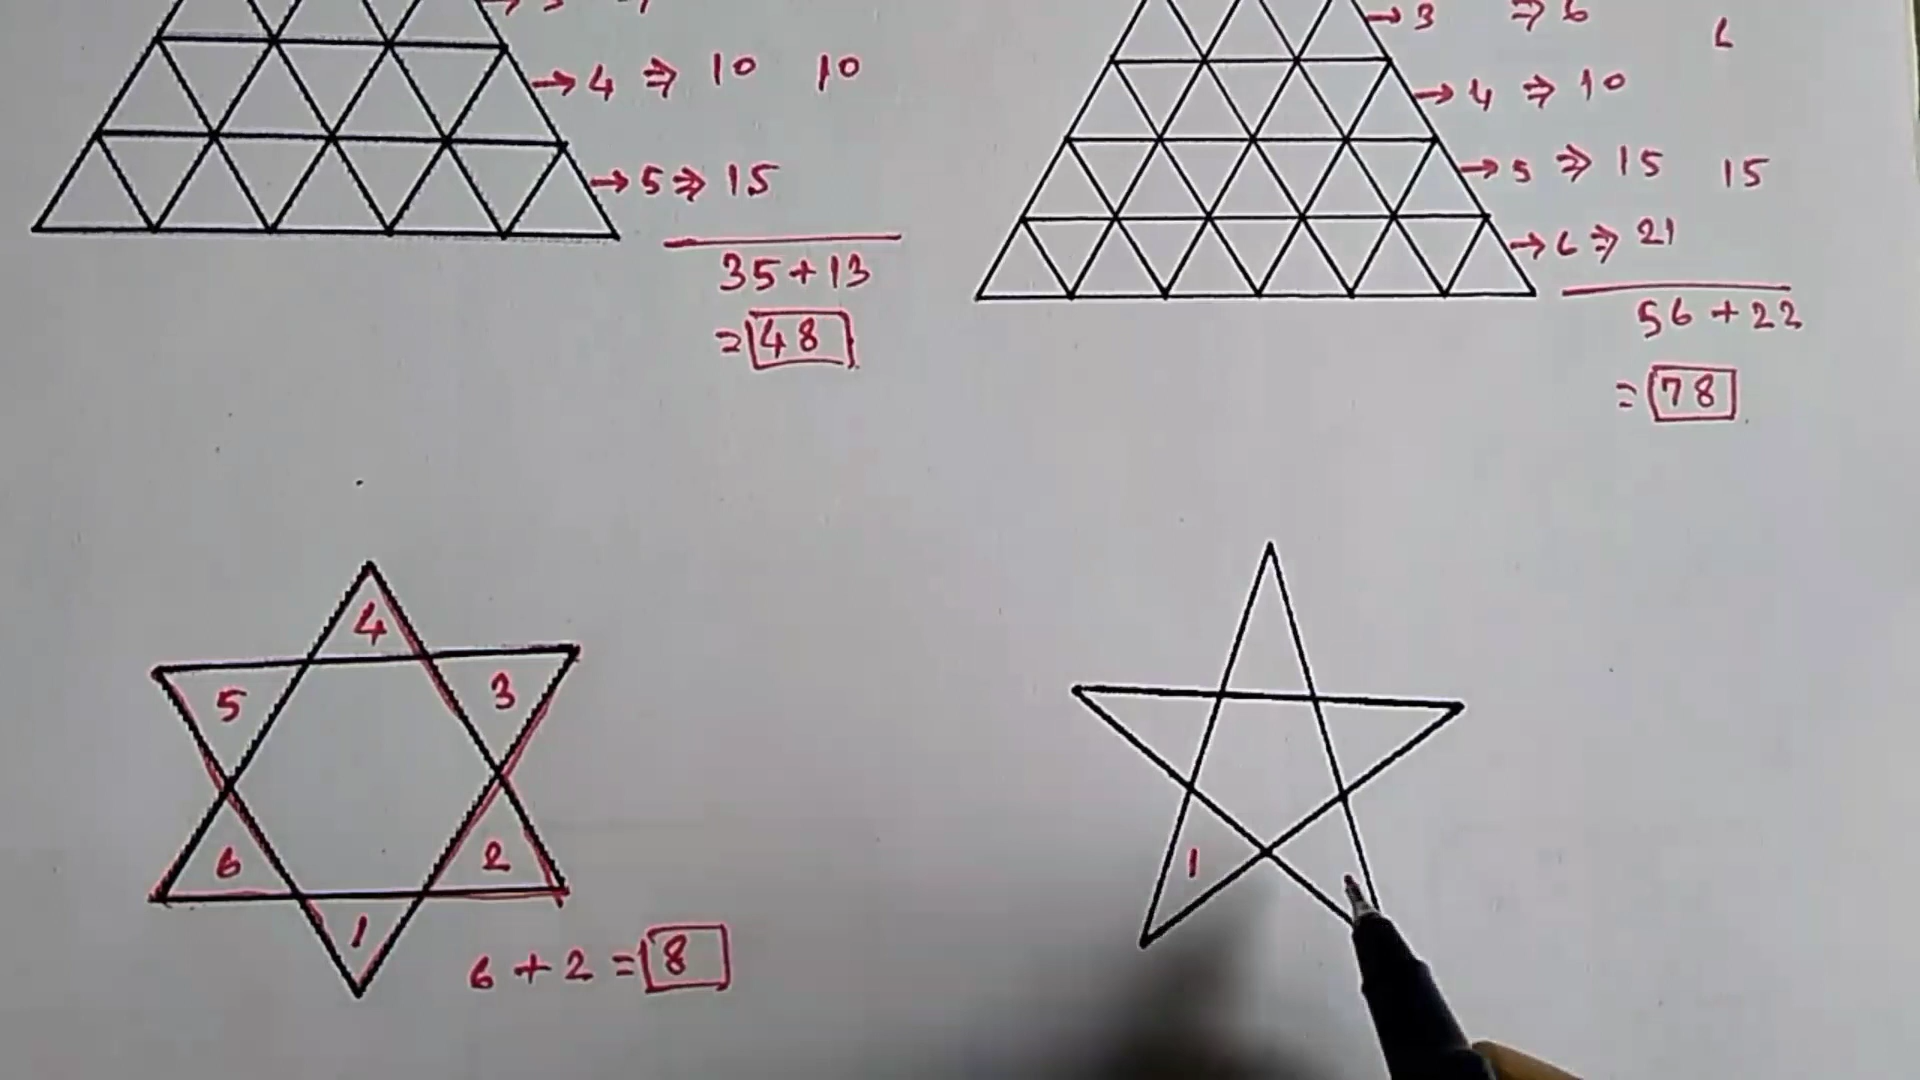 → 4 ⇒ 10 10
→ 5 ⇒ 15
35 + 13
= 48
→ 3 ⇒ 6
→ 4 ⇒ 10
→ 5 ⇒ 15 15
→ 6 ⇒ 21
56 + 22
= 78
4
5 3
6 2
1
6 + 2 = 8
1